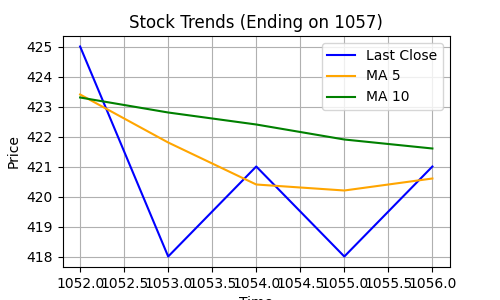 Stock Trends (Ending on 1057)
Last Close
MA 5
MA 10
Price
425
424
423
422
421
420
419
418
1052.0 1052.5 1053.0 1053.5 1054.0 1054.5 1055.0 1055.5 1056.0
Time